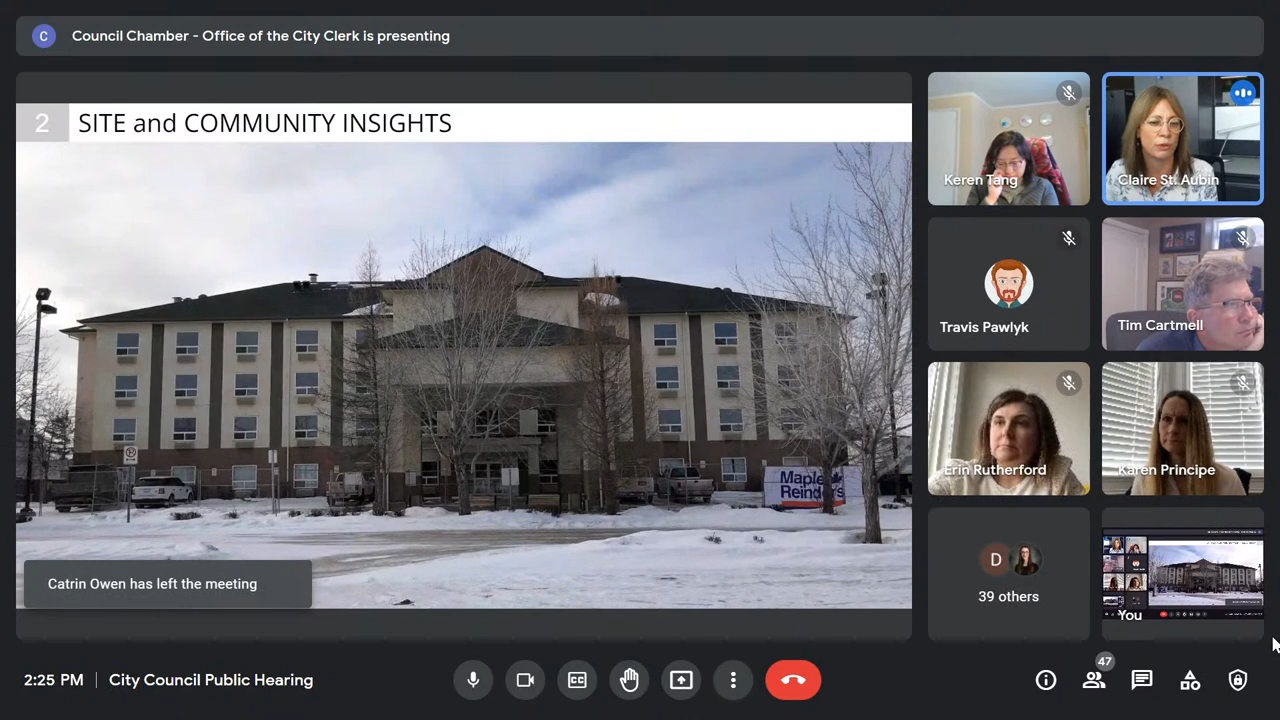 C
Council Chamber - Office of the City Clerk is presenting
2
SITE and COMMUNITY INSIGHTS
Maple
Reinders
Catrin Owen has left the meeting
Keren Tang
Claire St. Aubin
Travis Pawlyk
Tim Cartmell
Erin Rutherford
Karen Principe
D
39 others
You
2:25 PM
City Council Public Hearing
CC
47